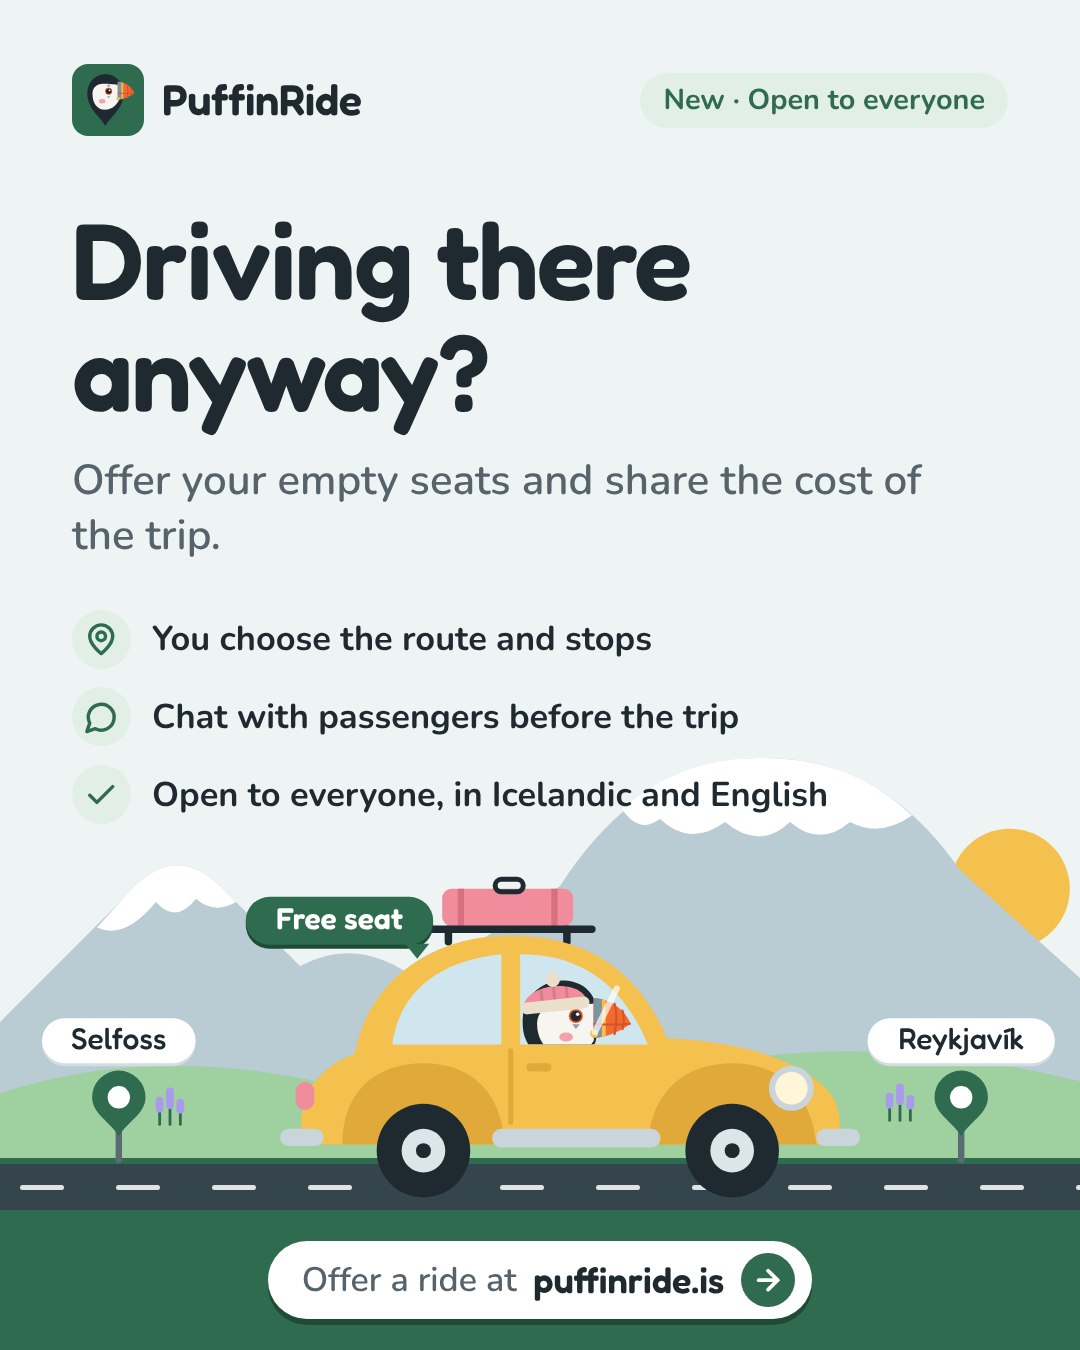 PuffinRide
New · Open to everyone
Driving there
anyway?
Offer your empty seats and share the cost of
the trip.
You choose the route and stops
Chat with passengers before the trip
Open to everyone, in Icelandic and English
Free seat
Selfoss
Reykjavík
Offer a ride at puffinride.is